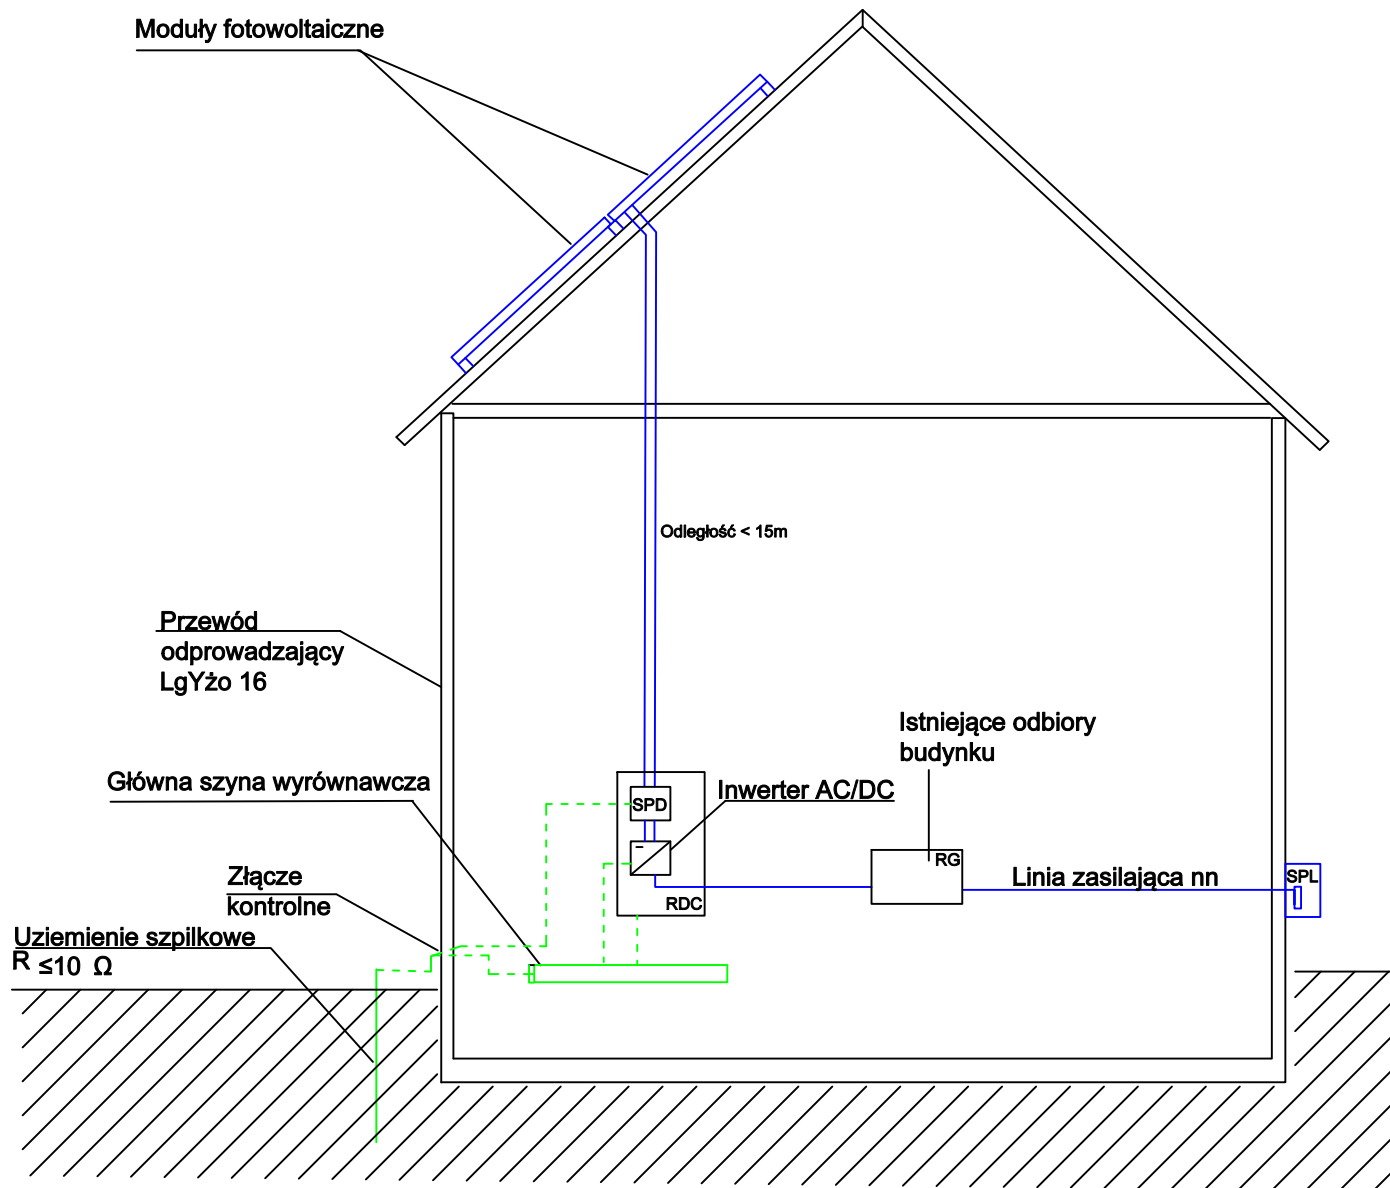 Moduły fotowoltaiczne
Odległość < 15m
Przewód
odprowadzający
LgYżo 16
Istniejące odbiory
budynku
Główna szyna wyrównawcza
Inwerter AC/DC
SPD
RG
Linia zasilająca nn
SPL
Złącze
kontrolne
RDC
Uziemienie szpilkowe
R ≤10 Ω